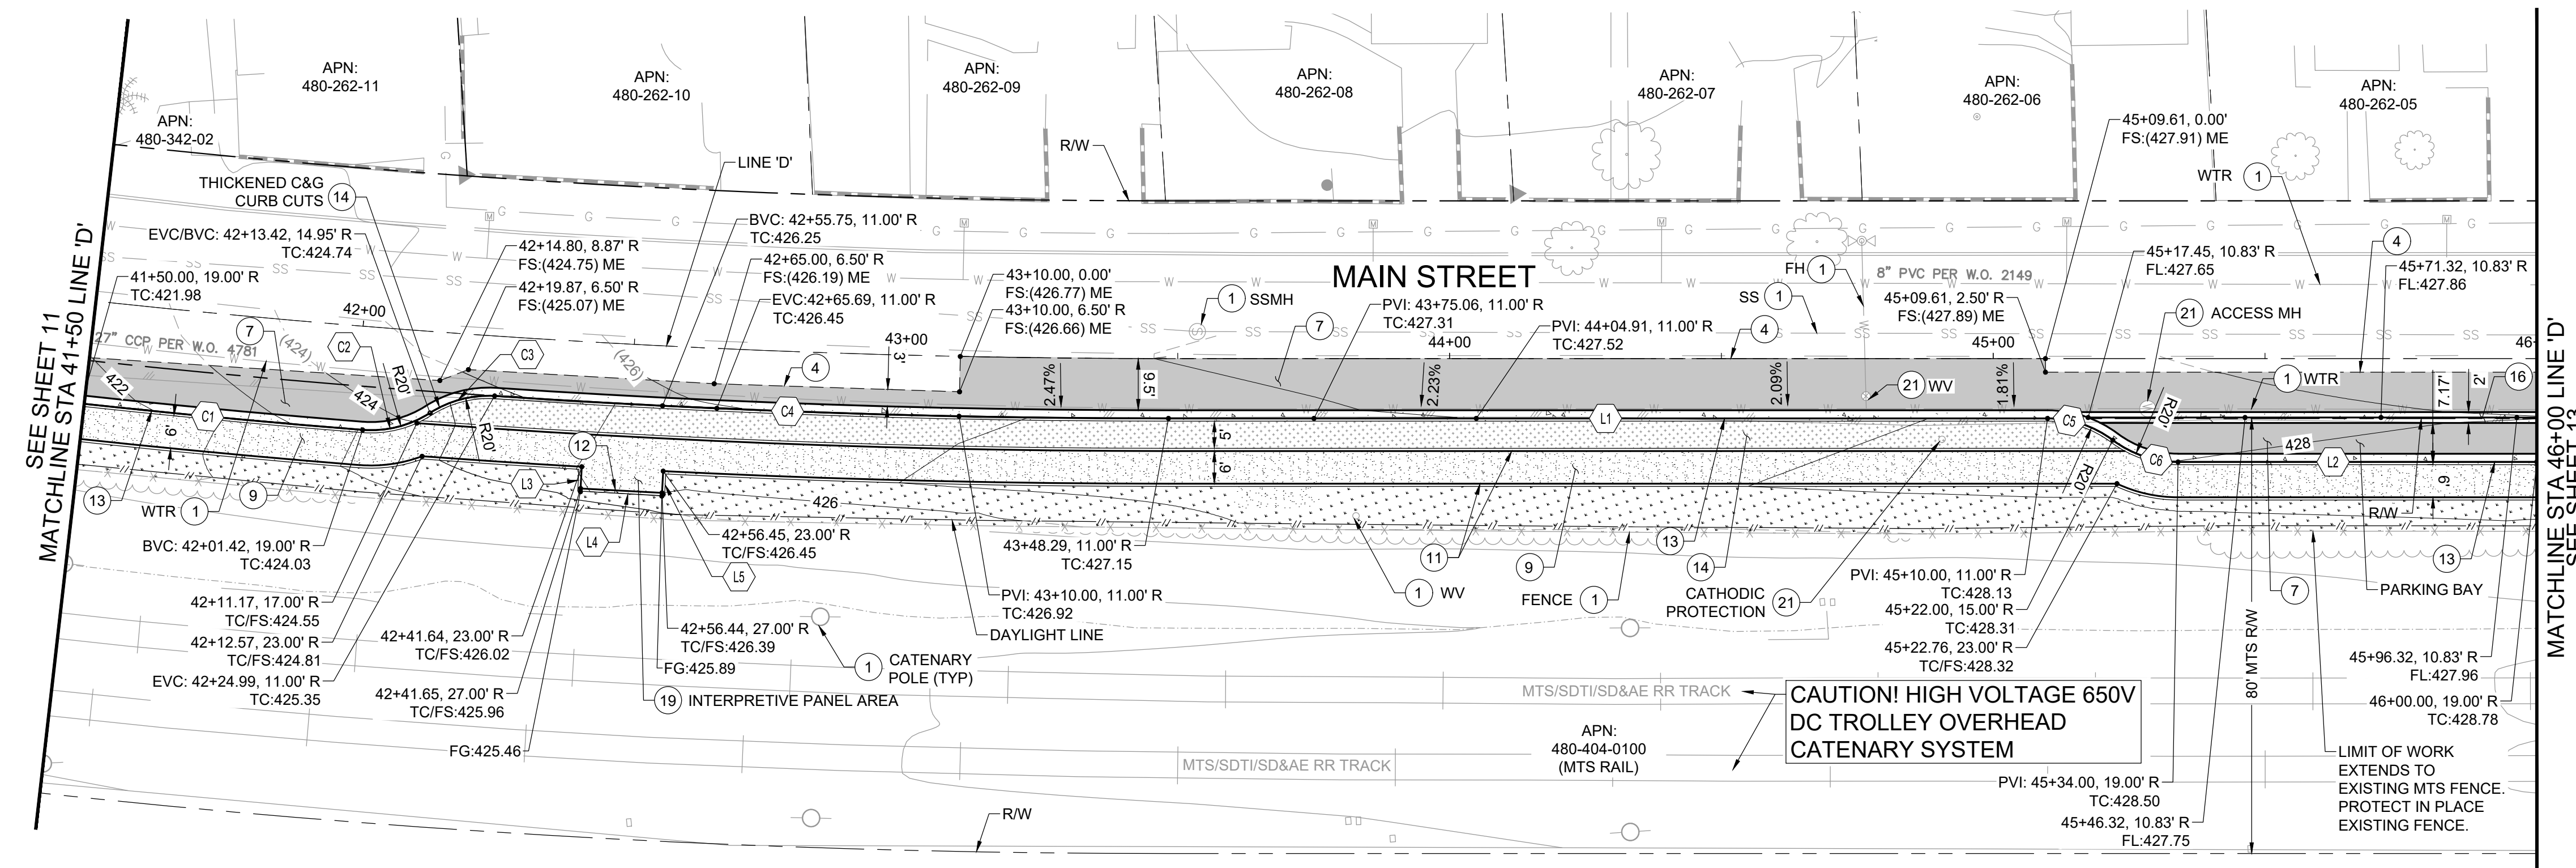 APN:
480-342-02
APN:
480-262-11
APN:
480-262-10
APN:
480-262-09
APN:
480-262-08
APN:
480-262-07
APN:
480-262-06
APN:
480-262-05
SEE SHEET 11
MATCHLINE STA 41+50 LINE 'D'
THICKENED C&G
CURB CUTS
14
LINE 'D'
R/W
EVC/BVC: 42+13.42, 14.95' R
TC:424.74
41+50.00, 19.00' R
TC:421.98
42+14.80, 8.87' R
FS:(424.75) ME
42+19.87, 6.50' R
FS:(425.07) ME
BVC: 42+55.75, 11.00' R
TC:426.25
42+65.00, 6.50' R
FS:(426.19) ME
EVC:42+65.69, 11.00' R
TC:426.45
43+10.00, 0.00'
FS:(426.77) ME
43+10.00, 6.50' R
FS:(426.66) ME
1 SSMH
MAIN STREET
PVI: 43+75.06, 11.00' R
TC:427.31
PVI: 44+04.91, 11.00' R
TC:427.52
FH 1
SS 1
8" PVC PER W.O. 2149
45+09.61, 0.00'
FS:(427.91) ME
WTR 1
45+09.61, 2.50' R
FS:(427.89) ME
45+17.45, 10.83' R
FL:427.65
45+71.32, 10.83' R
FL:427.86
21 ACCESS MH
4
1 WTR
16
21 WV
27" CCP PER W.O. 4781
42+00
43+00
44+00
45+00
46+
(424)
(426)
422
424
426
428
7
7
4
4
C1
C2
C3
C4
L1
C5
C6
L2
L3
L4
L5
R20'
R20'
R20'
R20'
3'
9.5'
2.47%
2.23%
2.09%
1.81%
7.17'
2'
6'
5'
6'
6'
12
13
WTR 1
9
BVC: 42+01.42, 19.00' R
TC:424.03
42+11.17, 17.00' R
TC/FS:424.55
42+12.57, 23.00' R
TC/FS:424.81
EVC: 42+24.99, 11.00' R
TC:425.35
42+41.64, 23.00' R
TC/FS:426.02
42+41.65, 27.00' R
TC/FS:425.96
FG:425.46
42+56.45, 23.00' R
TC/FS:426.45
42+56.44, 27.00' R
TC/FS:426.39
FG:425.89
19 INTERPRETIVE PANEL AREA
1 CATENARY
POLE (TYP)
43+48.29, 11.00' R
TC:427.15
PVI: 43+10.00, 11.00' R
TC:426.92
DAYLIGHT LINE
1 WV
11
9
FENCE 1
13
14
CATHODIC
PROTECTION 21
PVI: 45+10.00, 11.00' R
TC:428.13
45+22.00, 15.00' R
TC:428.31
45+22.76, 23.00' R
TC/FS:428.32
7
PARKING BAY
13
R/W
80' MTS R/W
45+96.32, 10.83' R
FL:427.96
46+00.00, 19.00' R
TC:428.78
LIMIT OF WORK
EXTENDS TO
EXISTING MTS FENCE.
PROTECT IN PLACE
EXISTING FENCE.
PVI: 45+34.00, 19.00' R
TC:428.50
45+46.32, 10.83' R
FL:427.75
MTS/SDTI/SD&AE RR TRACK
MTS/SDTI/SD&AE RR TRACK
CAUTION! HIGH VOLTAGE 650V
DC TROLLEY OVERHEAD
CATENARY SYSTEM
APN:
480-404-0100
(MTS RAIL)
R/W
MATCHLINE STA 46+00 LINE 'D'
SEE SHEET 13